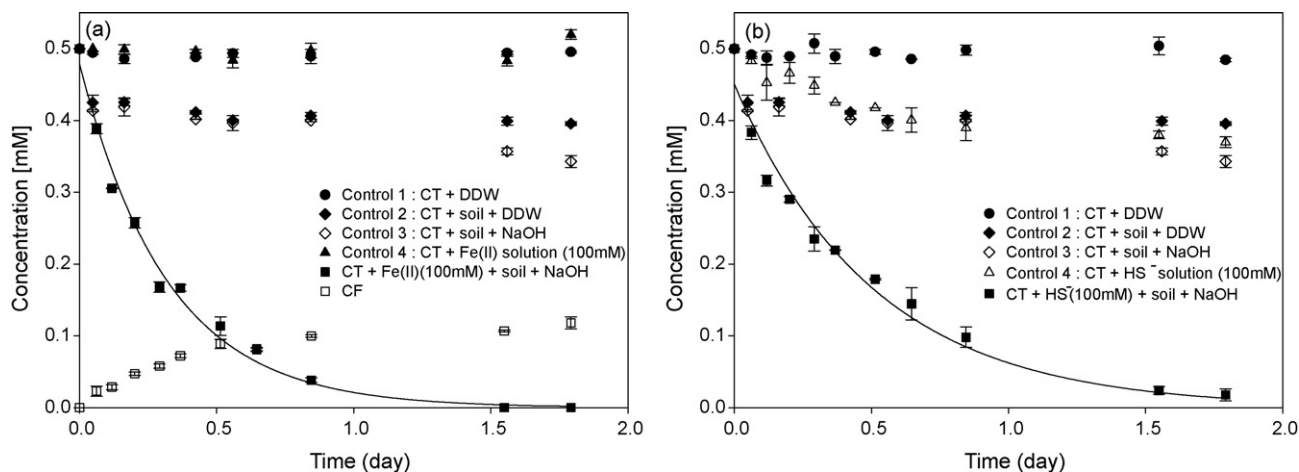 (a)
Concentration [mM]
0.5
0.4
0.3
0.2
0.1
0.0
Control 1 : CT + DDW
Control 2 : CT + soil + DDW
Control 3 : CT + soil + NaOH
Control 4 : CT + Fe(II) solution (100mM)
CT + Fe(II)(100mM) + soil + NaOH
CF
0.0 0.5 1.0 1.5 2.0
Time (day)
(b)
Concentration [mM]
0.5
0.4
0.3
0.2
0.1
0.0
Control 1 : CT + DDW
Control 2 : CT + soil + DDW
Control 3 : CT + soil + NaOH
Control 4 : CT + HS⁻ solution (100mM)
CT + HS⁻(100mM) + soil + NaOH
0.0 0.5 1.0 1.5 2.0
Time (day)